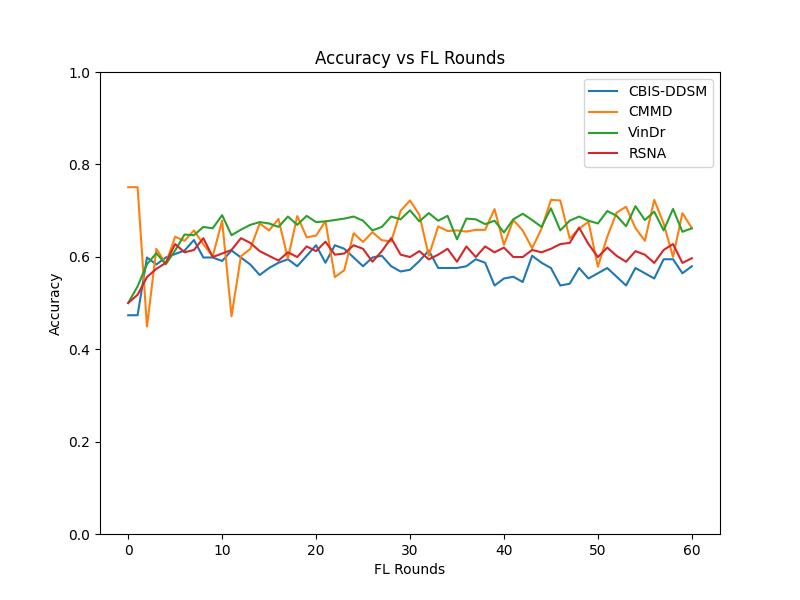 Accuracy vs FL Rounds
1.0
0.8
0.6
0.4
0.2
0.0
Accuracy
CBIS-DDSM
CMMD
VinDr
RSNA
0 10 20 30 40 50 60
FL Rounds